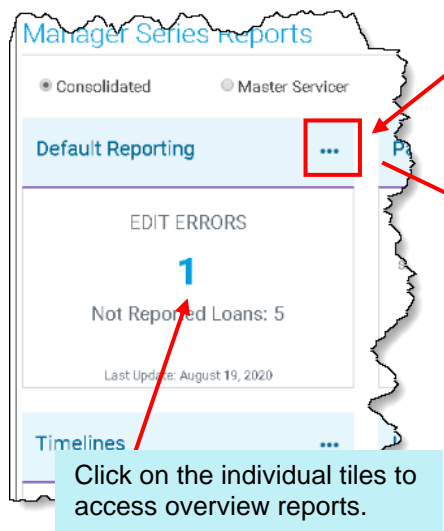 Manager Series Reports
Consolidated Master Servicer
Default Reporting ...
EDIT ERRORS
1
Not Reported Loans: 5
Last Update: August 19, 2020
Timelines ...
Click on the individual tiles to
access overview reports.